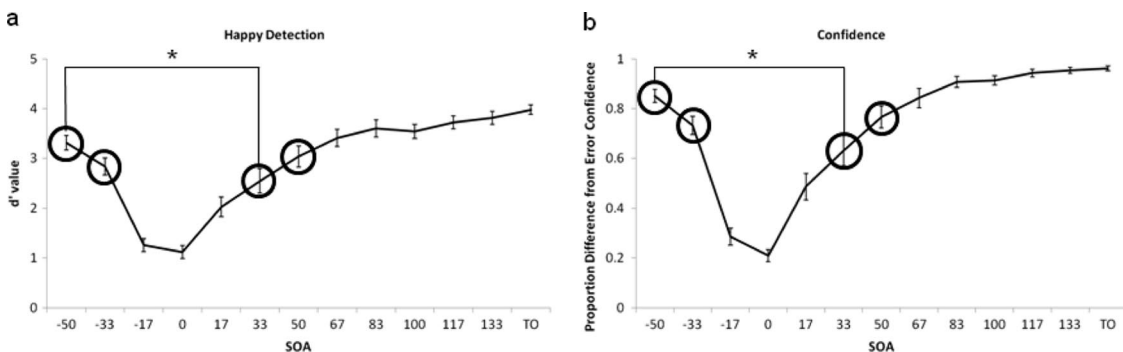 a
Happy Detection
*
5
4
3
2
1
0
d' value
-50 -33 -17 0 17 33 50 67 83 100 117 133 TO
SOA
b
Confidence
*
1
0.8
0.6
0.4
0.2
0
Proportion Difference from Error Confidence
-50 -33 -17 0 17 33 50 67 83 100 117 133 TO
SOA